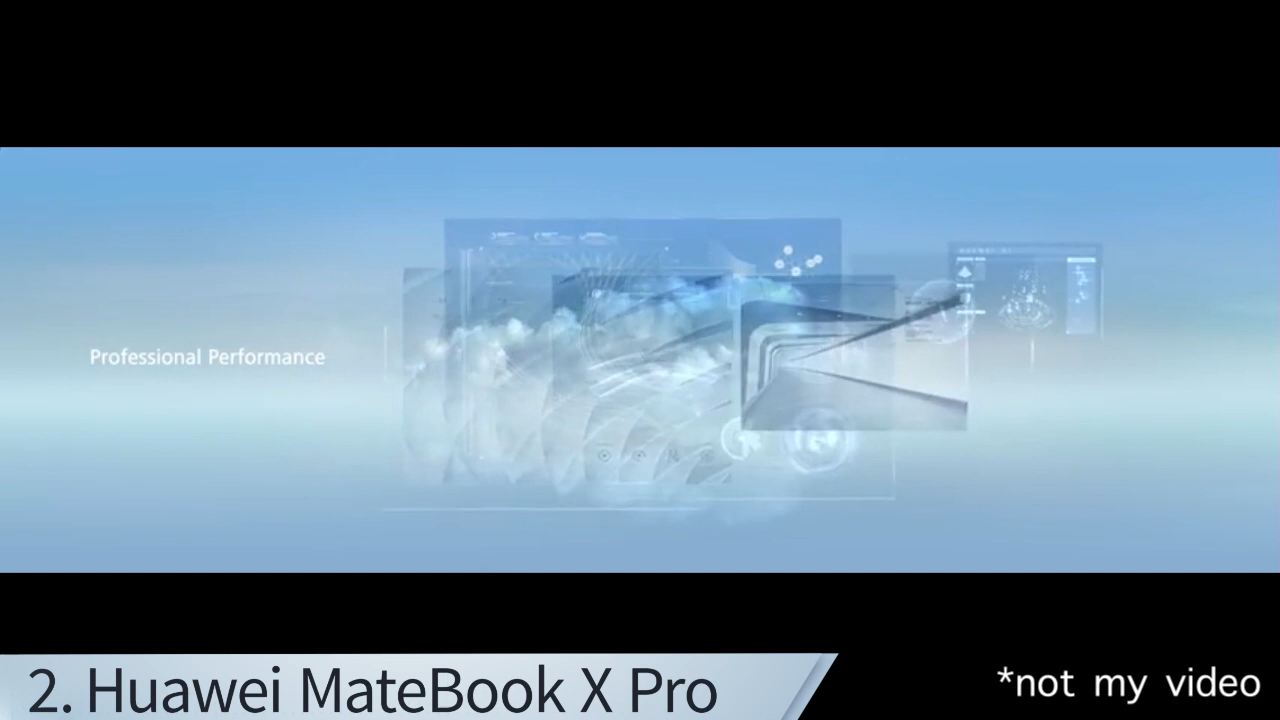 Professional Performance
2. Huawei MateBook X Pro
*not my video